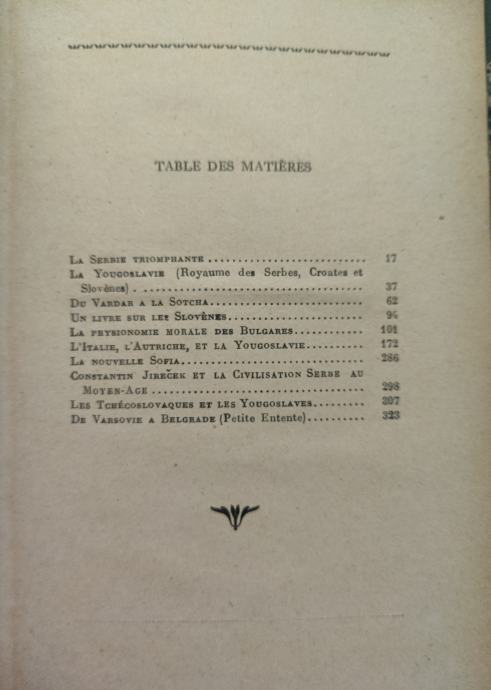 TABLE DES MATIÈRES
LA SERBIE TRIOMPHANTE .......................... 17
LA YOUGOSLAVIE (Royaume des Serbes, Croates et
Slovènes) ...................................... 37
DU VARDAR A LA SOTCHA.......................... 62
UN LIVRE SUR LES SLOVÈNES...................... 94
LA PHYSIONOMIE MORALE DES BULGARES............ 101
L'ITALIE, L'AUTRICHE, ET LA YOUGOSLAVIE......... 172
LA NOUVELLE SOFIA.............................. 286
CONSTANTIN JIREČEK ET LA CIVILISATION SERBE AU
MOYEN-AGE .................................... 298
LES TCHÉCOSLOVAQUES ET LES YOUGOSLAVES......... 307
DE VARSOVIE A BELGRADE (Petite Entente).......... 323